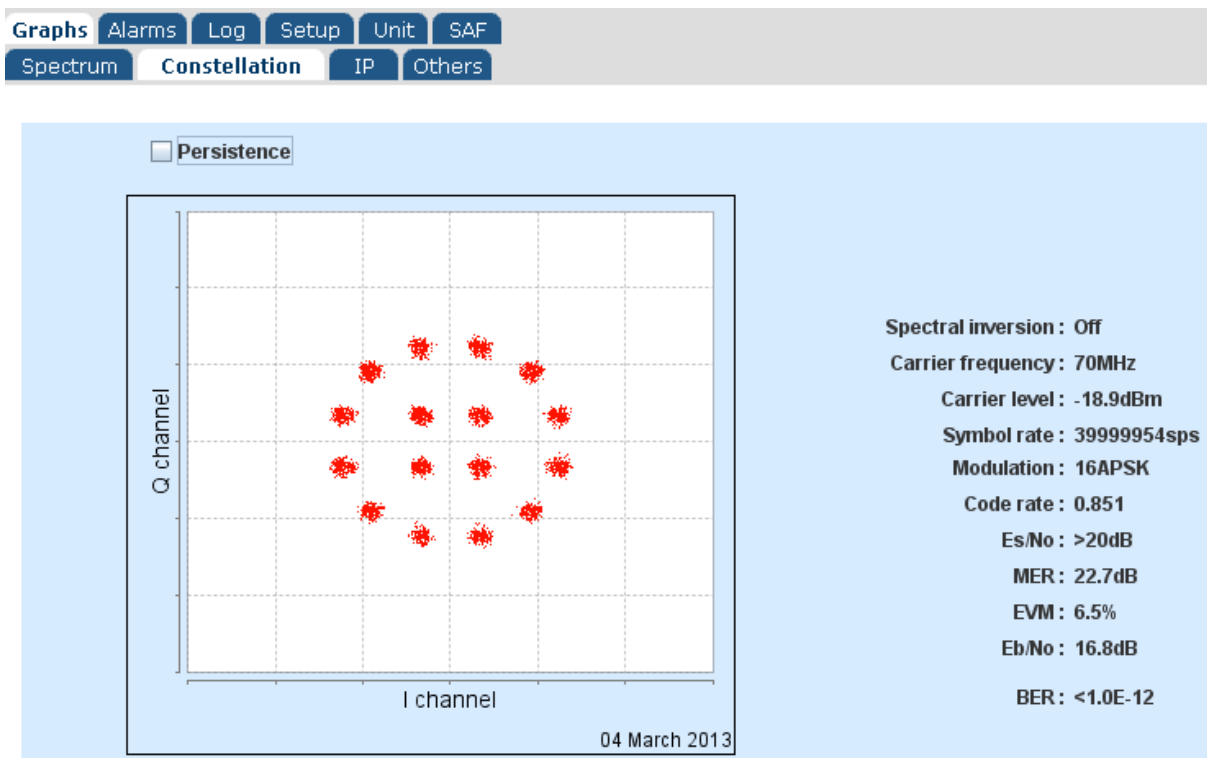 Graphs Alarms Log Setup Unit SAF
Spectrum Constellation IP Others
Persistence
Q channel
I channel
04 March 2013
Spectral inversion : Off
Carrier frequency : 70MHz
Carrier level : -18.9dBm
Symbol rate : 39999954sps
Modulation : 16APSK
Code rate : 0.851
Es/No : >20dB
MER : 22.7dB
EVM : 6.5%
Eb/No : 16.8dB
BER : <1.0E-12